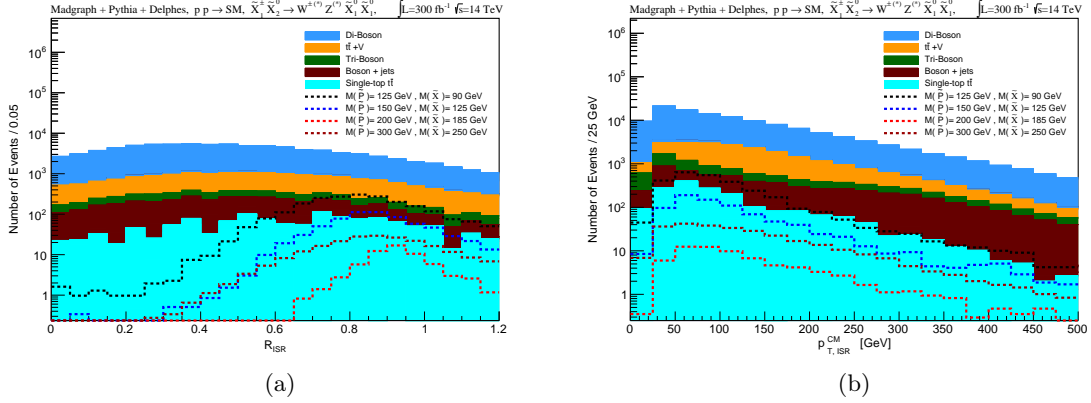 Madgraph + Pythia + Delphes, p p → SM, X̃₁± X̃₂⁰ → W±(*) Z(*) X̃₁⁰ X̃₁⁰, ∫L=300 fb⁻¹ √s=14 TeV
Number of Events / 0.05
10⁶
10⁵
10⁴
10³
10²
10
1
Di-Boson
tt̄ +V
Tri-Boson
Boson + jets
Single-top tt̄
M(P̃)= 125 GeV , M(X̃)= 90 GeV
M(P̃)= 150 GeV , M(X̃)= 125 GeV
M(P̃)= 200 GeV , M(X̃)= 185 GeV
M(P̃)= 300 GeV , M(X̃)= 250 GeV
0 0.2 0.4 0.6 0.8 1 1.2
R_ISR
(a)
Madgraph + Pythia + Delphes, p p → SM, X̃₁± X̃₂⁰ → W±(*) Z(*) X̃₁⁰ X̃₁⁰, ∫L=300 fb⁻¹ √s=14 TeV
Number of Events / 25 GeV
10⁶
10⁵
10⁴
10³
10²
10
1
Di-Boson
tt̄ +V
Tri-Boson
Boson + jets
Single-top tt̄
M(P̃)= 125 GeV , M(X̃)= 90 GeV
M(P̃)= 150 GeV , M(X̃)= 125 GeV
M(P̃)= 200 GeV , M(X̃)= 185 GeV
M(P̃)= 300 GeV , M(X̃)= 250 GeV
0 50 100 150 200 250 300 350 400 450 500
p_T, ISR^CM [GeV]
(b)